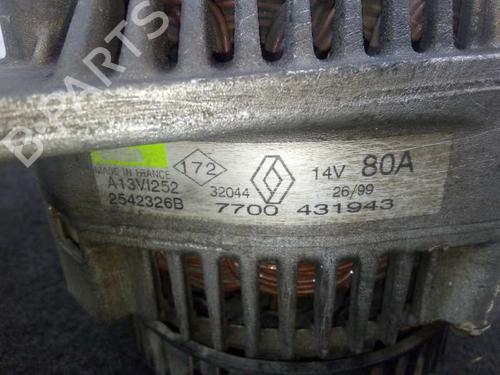 B-PARTS
MADE IN FRANCE
172
A13VI252
32044
14V 80A
2542326B
26/99
7700 431943